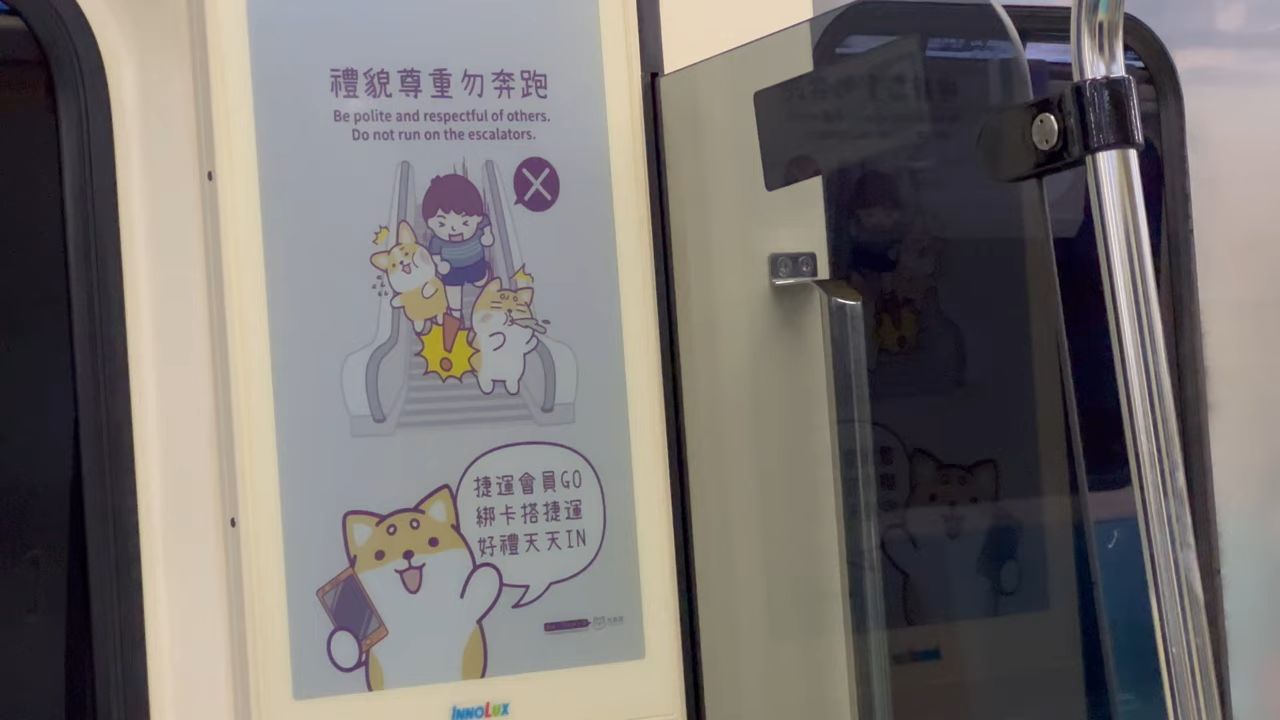 禮貌尊重勿奔跑
Be polite and respectful of others.
Do not run on the escalators.
捷運會員GO
綁卡搭捷運
好禮天天IN
INNOLUX